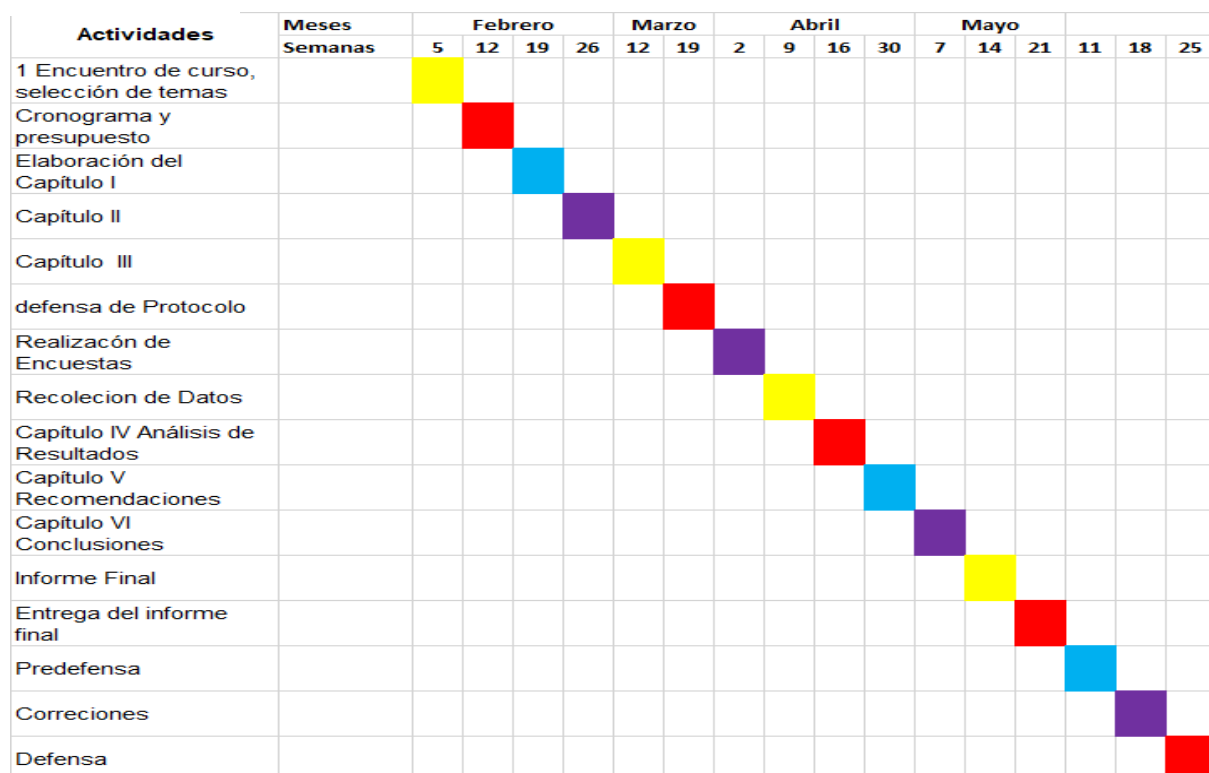 Actividades
Meses Febrero Marzo Abril Mayo
Semanas 5 12 19 26 12 19 2 9 16 30 7 14 21 11 18 25
1 Encuentro de curso,
selección de temas
Cronograma y
presupuesto
Elaboración del
Capítulo I
Capítulo II
Capítulo III
defensa de Protocolo
Realizacón de
Encuestas
Recolecion de Datos
Capítulo IV Análisis de
Resultados
Capítulo V
Recomendaciones
Capítulo VI
Conclusiones
Informe Final
Entrega del informe
final
Predefensa
Correciones
Defensa